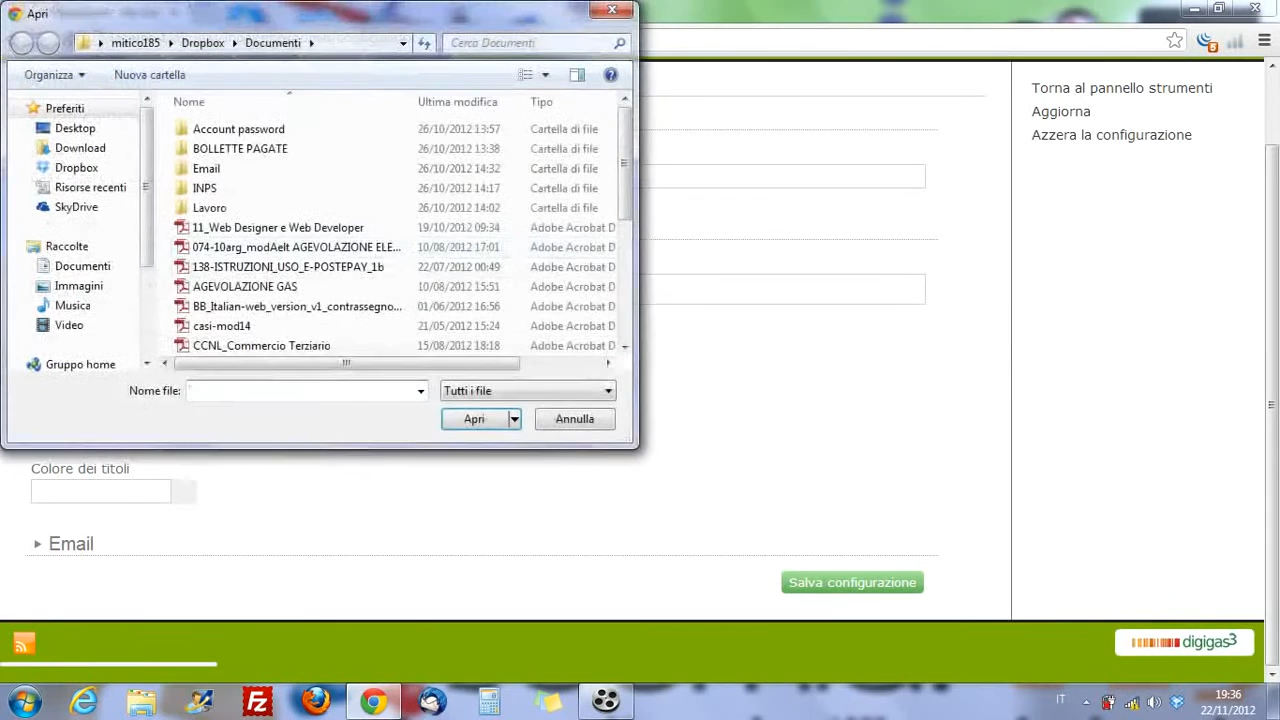 Apri
mitico185 Dropbox Documenti
Cerca Documenti
5
Organizza
Nuova cartella
Torna al pannello strumenti
Aggiorna
Azzera la configurazione
Preferiti
Desktop
Download
Dropbox
Risorse recenti
SkyDrive
Raccolte
Documenti
Immagini
Musica
Video
Gruppo home
Nome Ultima modifica Tipo
Account password 26/10/2012 13:57 Cartella di file
BOLLETTE PAGATE 26/10/2012 13:38 Cartella di file
Email 26/10/2012 14:32 Cartella di file
INPS 26/10/2012 14:17 Cartella di file
Lavoro 26/10/2012 14:02 Cartella di file
11_Web Designer e Web Developer 19/10/2012 09:34 Adobe Acrobat D
074-10arg_modAelt AGEVOLAZIONE ELE... 10/08/2012 17:01 Adobe Acrobat D
138-ISTRUZIONI_USO_E-POSTEPAY_1b 22/07/2012 00:49 Adobe Acrobat D
AGEVOLAZIONE GAS 10/08/2012 15:51 Adobe Acrobat D
BB_Italian-web_version_v1_contrassegno... 01/06/2012 16:56 Adobe Acrobat D
casi-mod14 21/05/2012 15:24 Adobe Acrobat D
CCNL_Commercio Terziario 15/08/2012 18:18 Adobe Acrobat D
Nome file:
Tutti i file
Apri
Annulla
Colore dei titoli
Email
Salva configurazione
digigas3
IT
19:36
22/11/2012